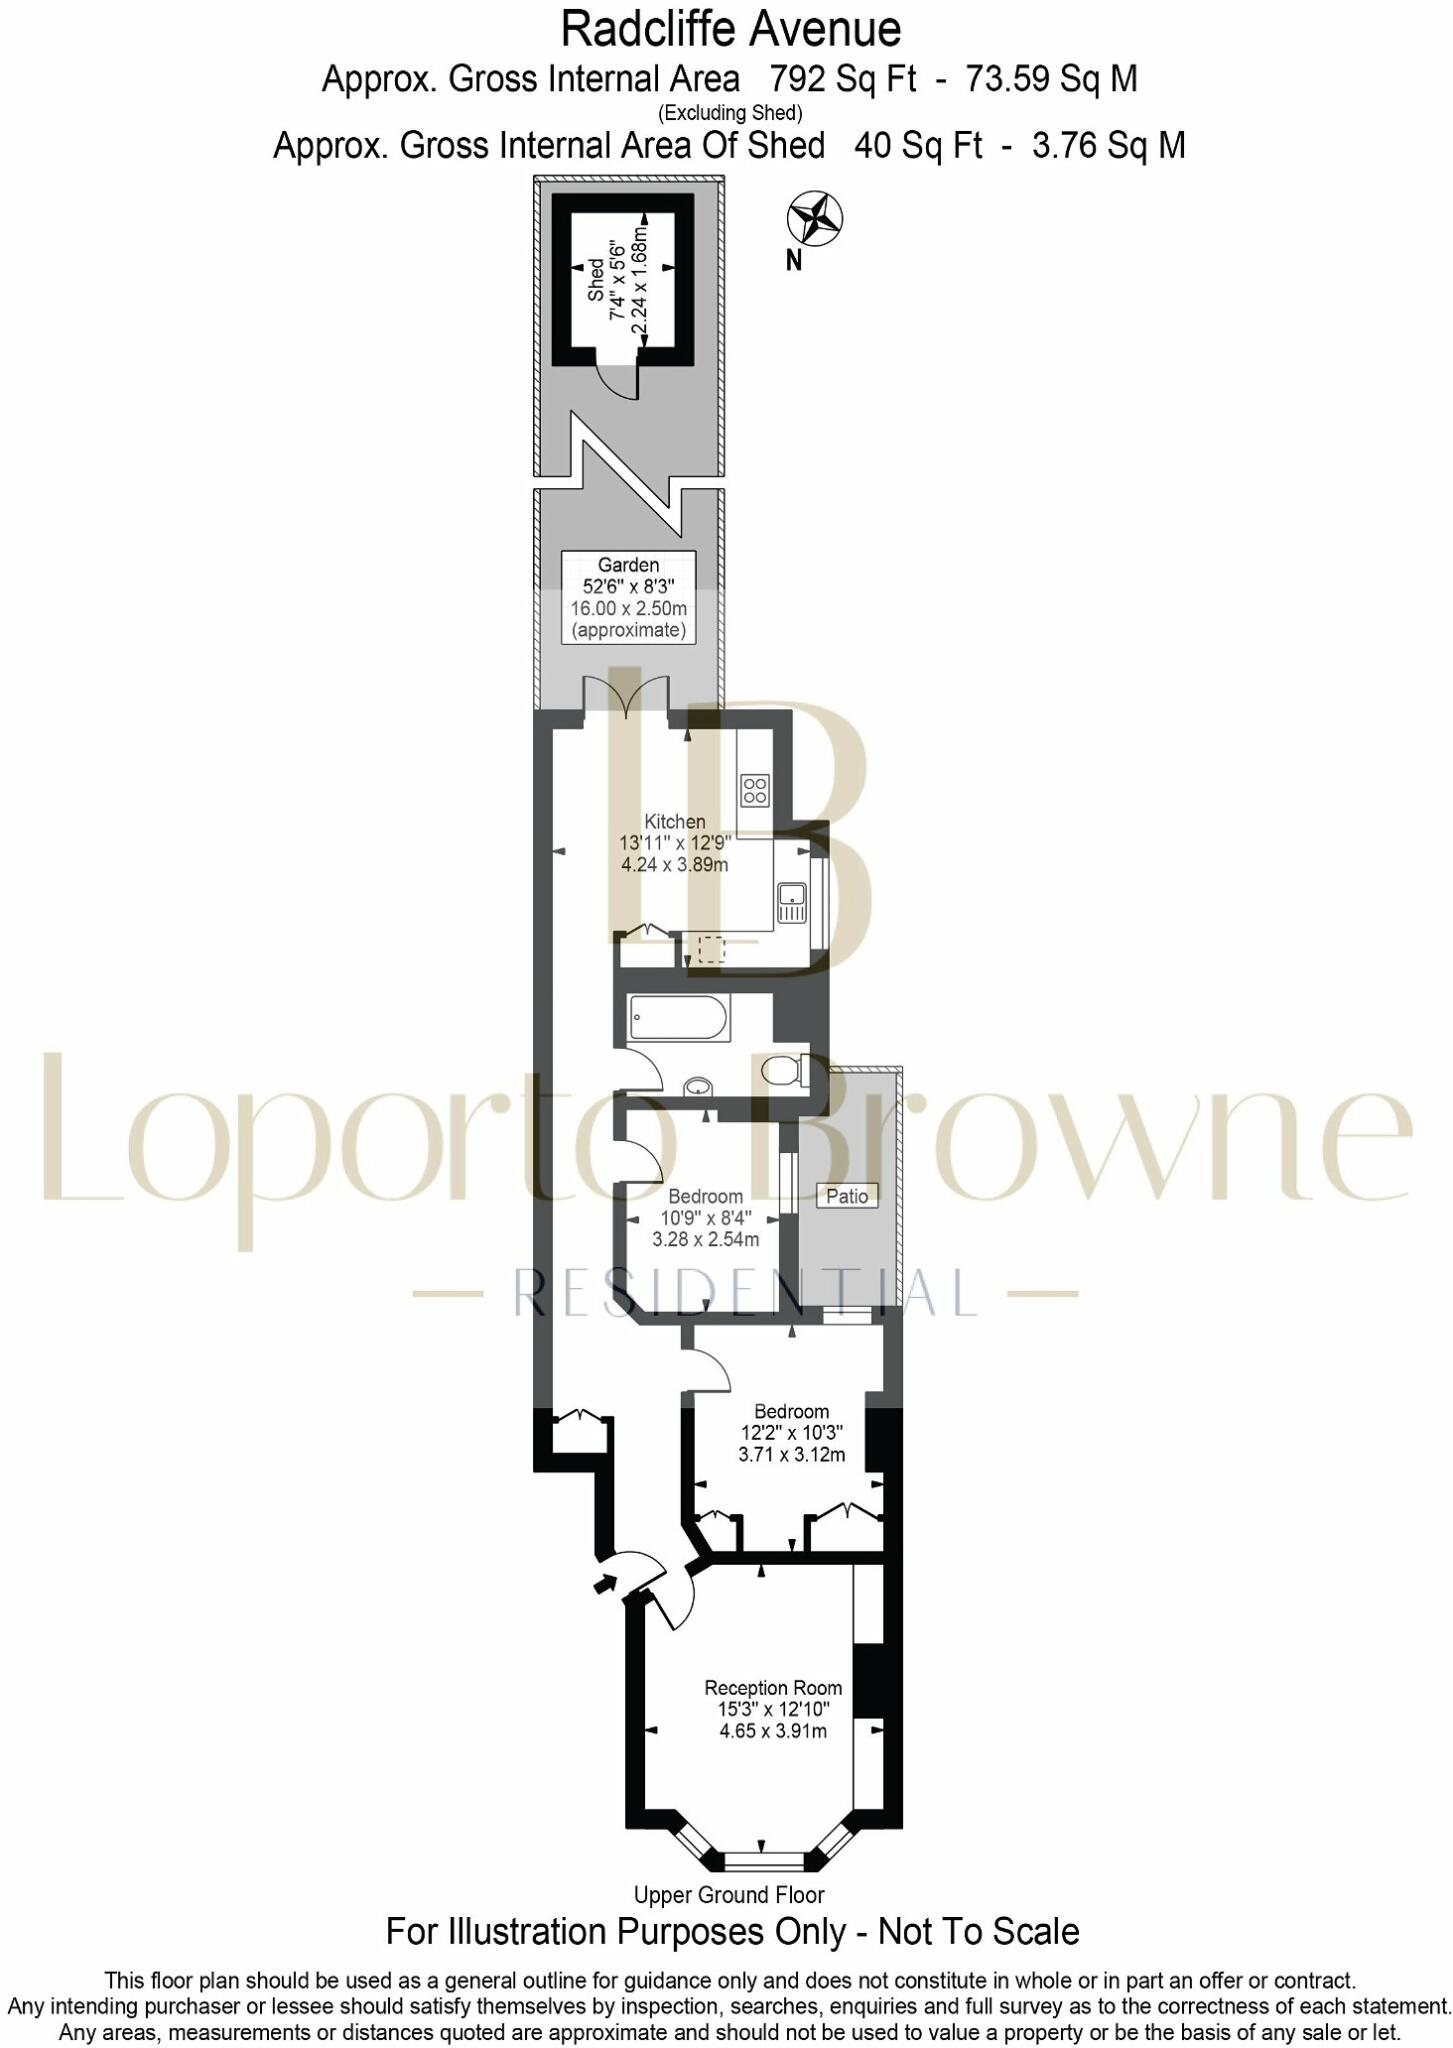 Radcliffe Avenue
Approx. Gross Internal Area 792 Sq Ft - 73.59 Sq M
(Excluding Shed)
Approx. Gross Internal Area Of Shed 40 Sq Ft - 3.76 Sq M
N
Shed
7'4" x 5'6"
2.24 x 1.68m
Garden
52'6" x 8'3"
16.00 x 2.50m
(approximate)
LB
Kitchen
13'11" x 12'9"
4.24 x 3.89m
Loporto Browne
Bedroom
10'9" x 8'4"
3.28 x 2.54m
Patio
— RESIDENTIAL —
Bedroom
12'2" x 10'3"
3.71 x 3.12m
Reception Room
15'3" x 12'10"
4.65 x 3.91m
Upper Ground Floor
For Illustration Purposes Only - Not To Scale
This floor plan should be used as a general outline for guidance only and does not constitute in whole or in part an offer or contract.
Any intending purchaser or lessee should satisfy themselves by inspection, searches, enquiries and full survey as to the correctness of each statement.
Any areas, measurements or distances quoted are approximate and should not be used to value a property or be the basis of any sale or let.